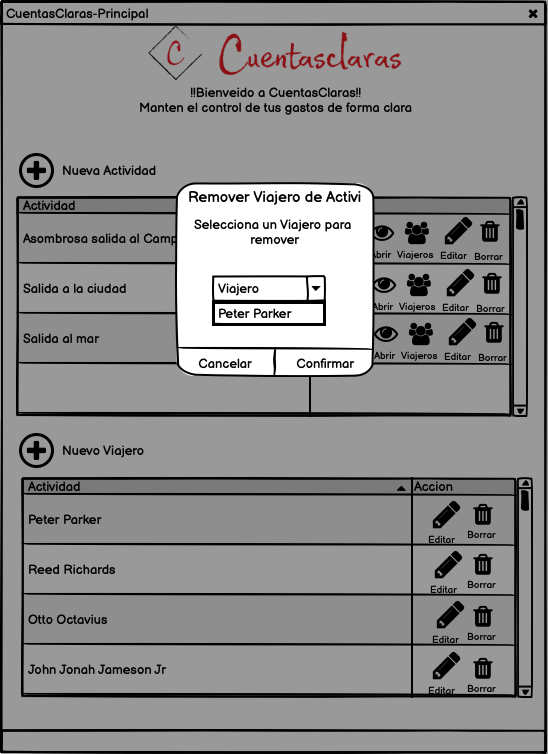 CuentasClaras-Principal
C Cuentasclaras
!!Bienveido a CuentasClaras!!
Manten el control de tus gastos de forma clara
Nueva Actividad
Actividad
Asombrosa salida al Camp
Abrir Viajeros Editar Borrar
Salida a la ciudad
Abrir Viajeros Editar Borrar
Salida al mar
Abrir Viajeros Editar Borrar
Remover Viajero de Activi
Selecciona un Viajero para
remover
Viajero
Peter Parker
Cancelar Confirmar
Nuevo Viajero
Actividad Accion
Peter Parker Editar Borrar
Reed Richards Editar Borrar
Otto Octavius Editar Borrar
John Jonah Jameson Jr Editar Borrar